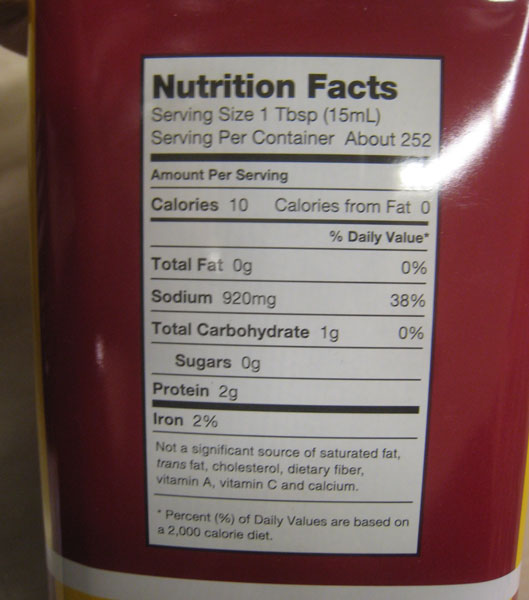 Nutrition Facts
Serving Size 1 Tbsp (15mL)
Serving Per Container About 252
Amount Per Serving
Calories 10 Calories from Fat 0
% Daily Value*
Total Fat 0g 0%
Sodium 920mg 38%
Total Carbohydrate 1g 0%
Sugars 0g
Protein 2g
Iron 2%
Not a significant source of saturated fat,
trans fat, cholesterol, dietary fiber,
vitamin A, vitamin C and calcium.
* Percent (%) of Daily Values are based on
a 2,000 calorie diet.